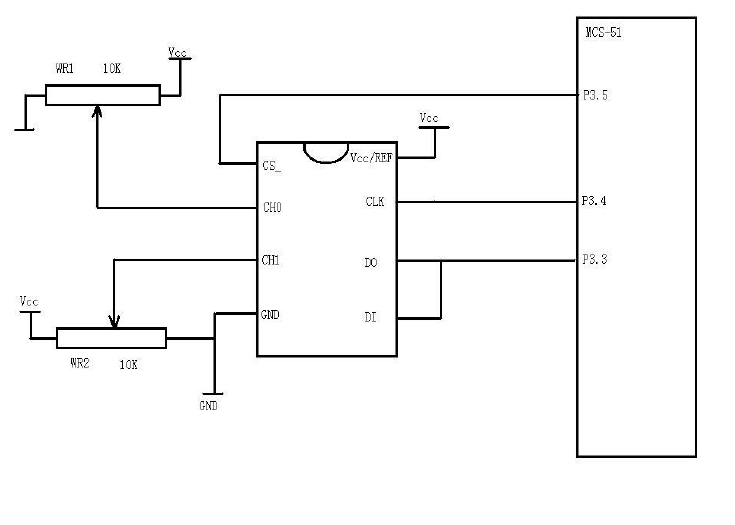 MCS-51
Vcc
WR1 10K
P3.5
Vcc
CS_
Vcc/REF
CH0
CLK
P3.4
CH1
DO
P3.3
Vcc
GND
DI
WR2 10K
GND